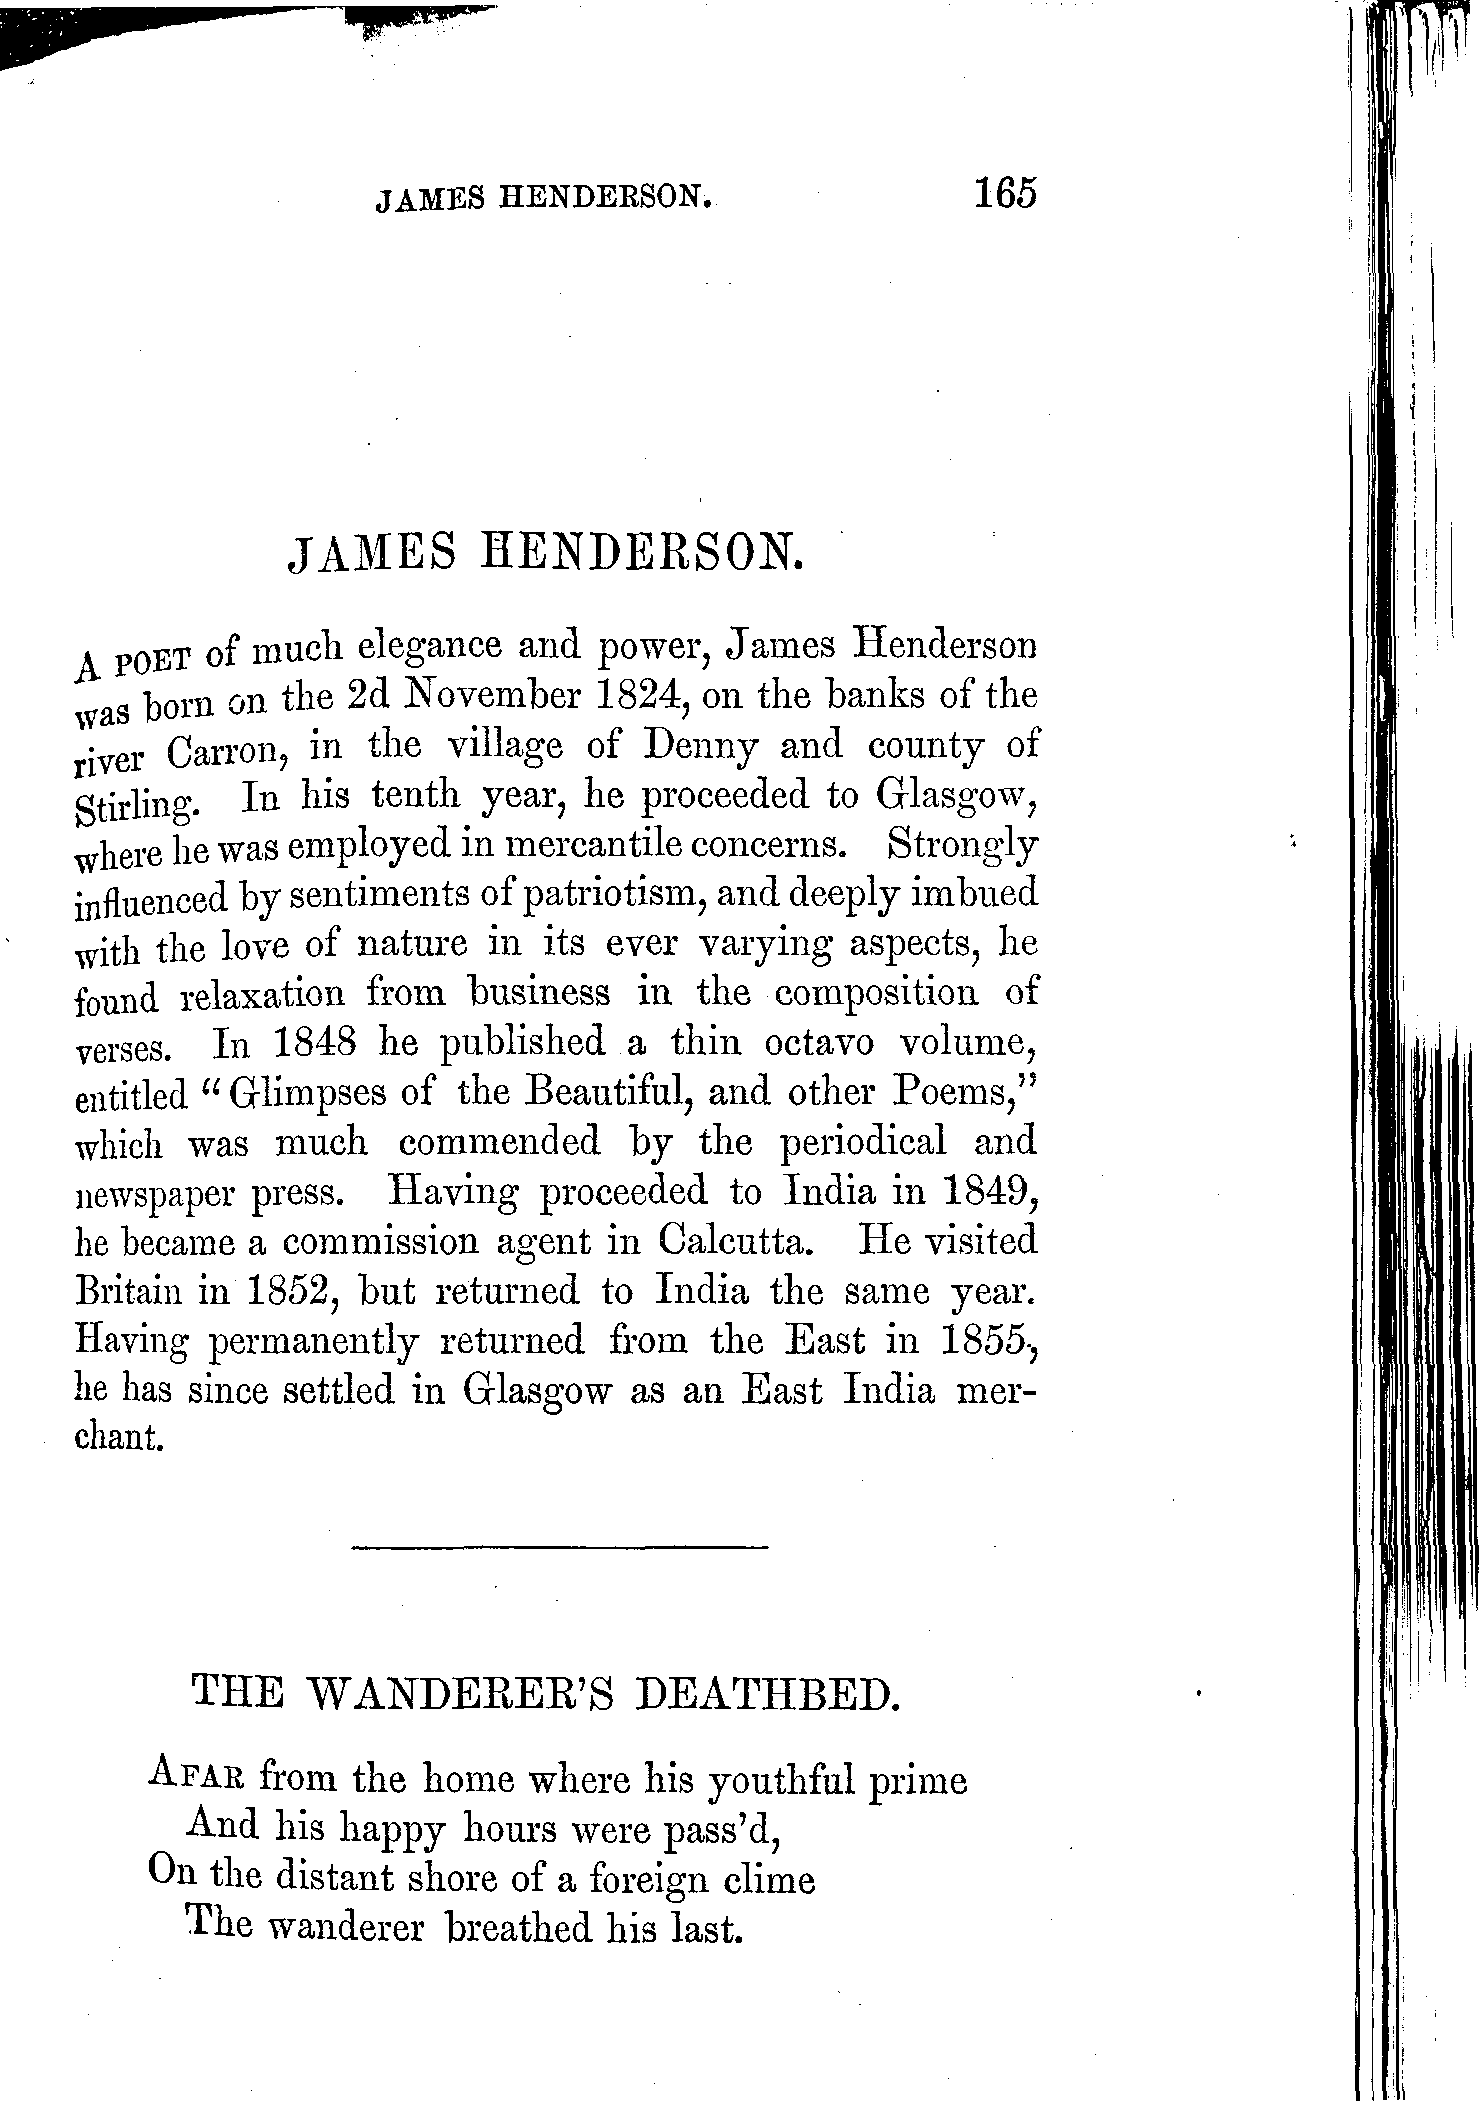 JAMES HENDERSON. 165
JAMES HENDERSON.
A POET of much elegance and power, James Henderson
was born on the 2d November 1824, on the banks of the
river Carron, in the village of Denny and county of
Stirling. In his tenth year, he proceeded to Glasgow,
where he was employed in mercantile concerns. Strongly
influenced by sentiments of patriotism, and deeply imbued
with the love of nature in its ever varying aspects, he
found relaxation from business in the composition of
verses. In 1848 he published a thin octavo volume,
entitled "Glimpses of the Beautiful, and other Poems,"
which was much commended by the periodical and
newspaper press. Having proceeded to India in 1849,
he became a commission agent in Calcutta. He visited
Britain in 1852, but returned to India the same year.
Having permanently returned from the East in 1855,
he has since settled in Glasgow as an East India mer-
chant.
THE WANDERER'S DEATHBED.
AFAR from the home where his youthful prime
And his happy hours were pass'd,
On the distant shore of a foreign clime
The wanderer breathed his last.